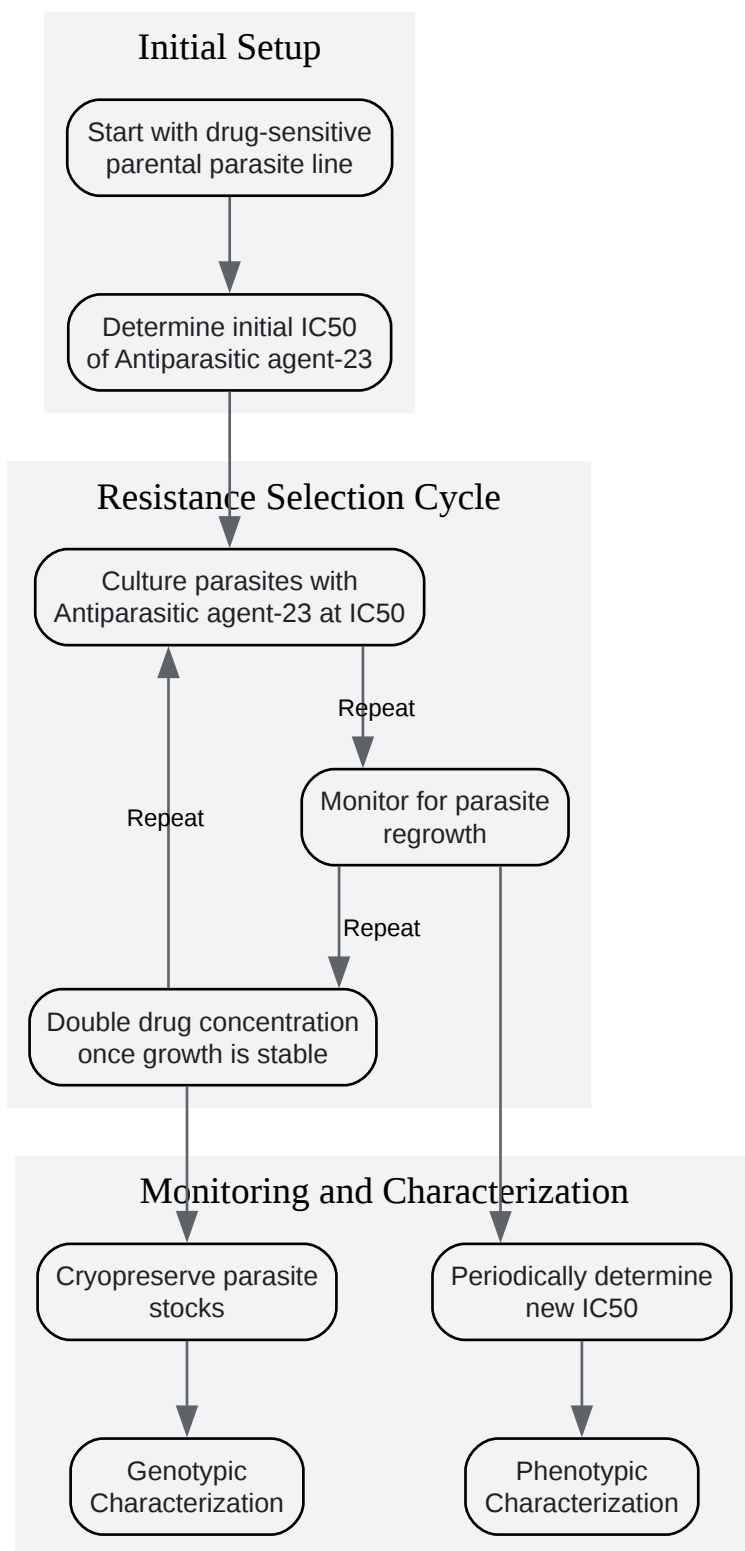 Initial Setup
Start with drug-sensitive
parental parasite line
Determine initial IC50
of Antiparasitic agent-23
Resistance Selection Cycle
Culture parasites with
Antiparasitic agent-23 at IC50
Repeat
Monitor for parasite
regrowth
Repeat
Repeat
Double drug concentration
once growth is stable
Monitoring and Characterization
Cryopreserve parasite
stocks
Periodically determine
new IC50
Genotypic
Characterization
Phenotypic
Characterization